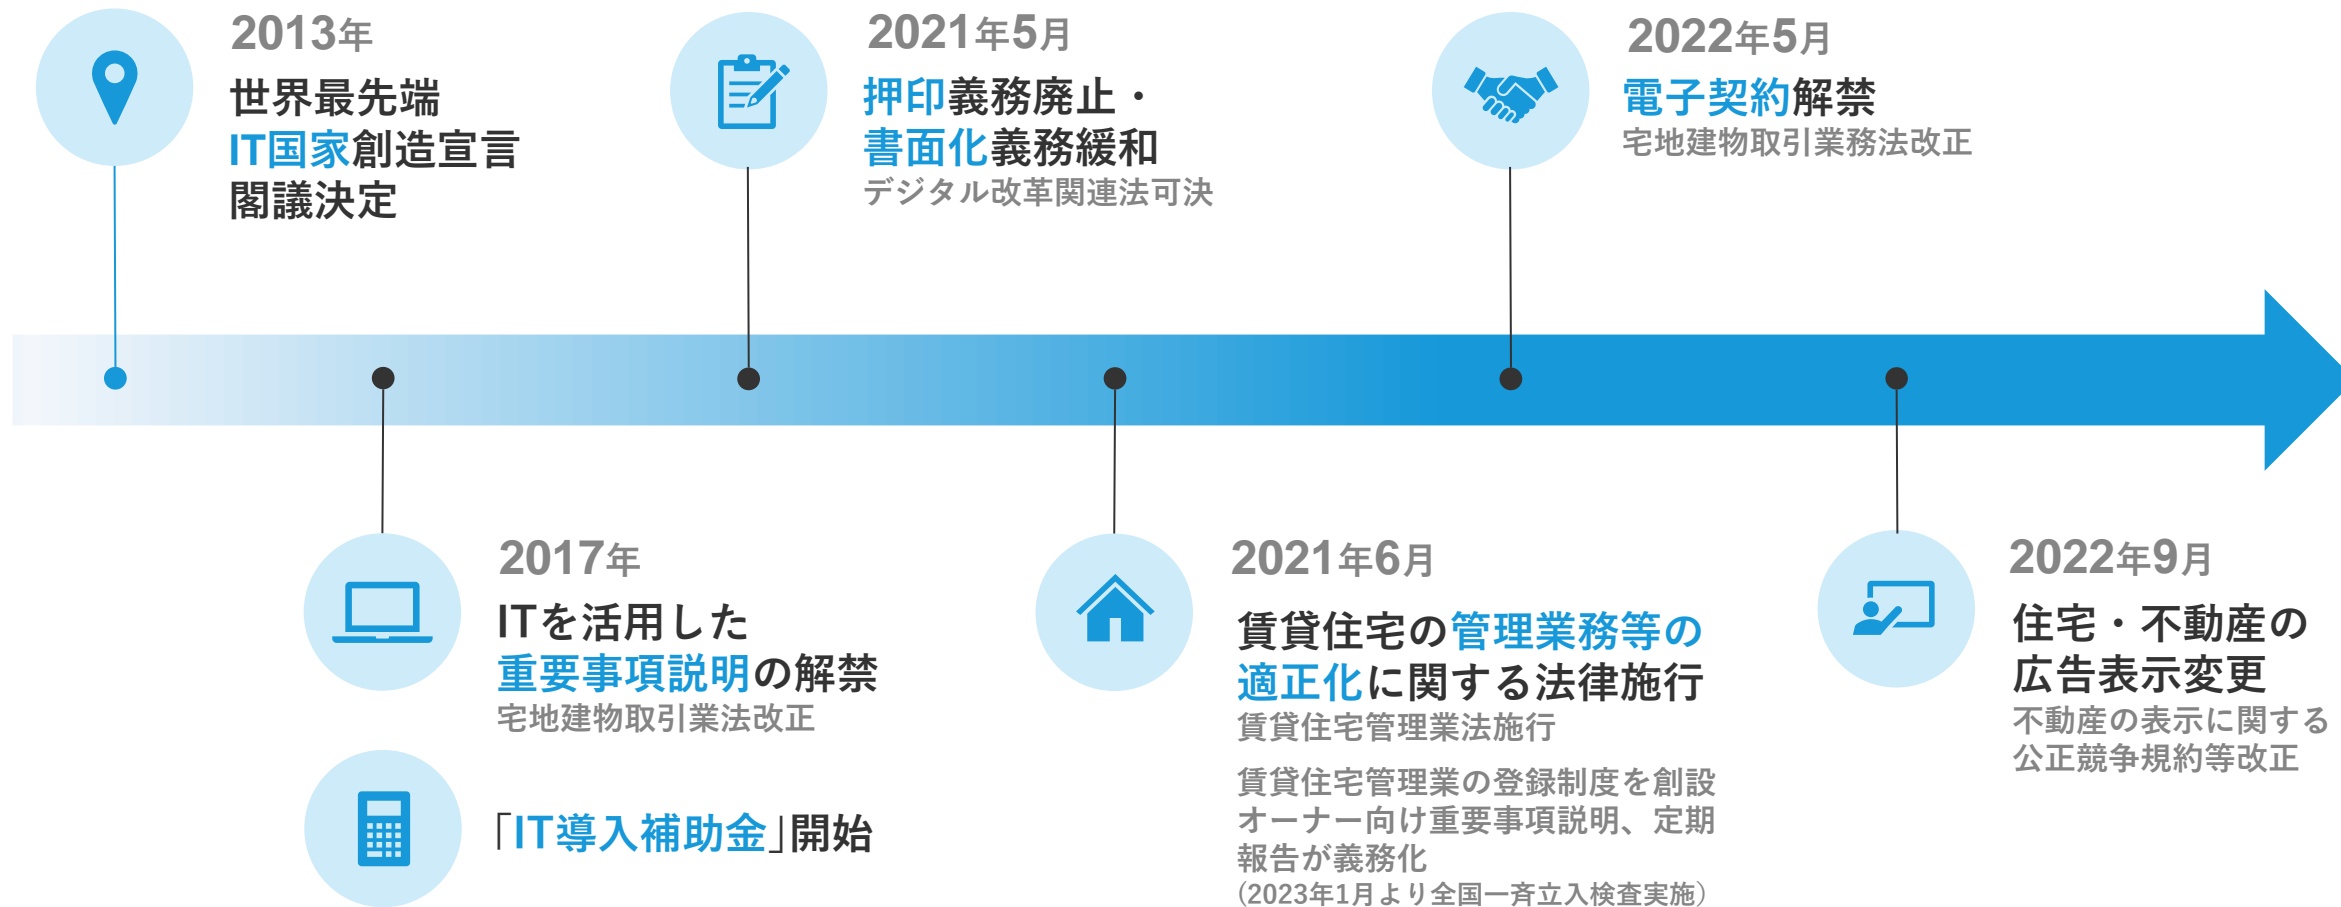 2013年
世界最先端
IT国家創造宣言
閣議決定
2021年5月
押印義務廃止・
書面化義務緩和
デジタル改革関連法可決
2022年5月
電子契約解禁
宅地建物取引業務法改正
2017年
ITを活用した
重要事項説明の解禁
宅地建物取引業法改正
「IT導入補助金」開始
2021年6月
賃貸住宅の管理業務等の
適正化に関する法律施行
賃貸住宅管理業法施行
賃貸住宅管理業の登録制度を創設
オーナー向け重要事項説明、定期
報告が義務化
(2023年1月より全国一斉立入検査実施)
2022年9月
住宅・不動産の
広告表示変更
不動産の表示に関する
公正競争規約等改正